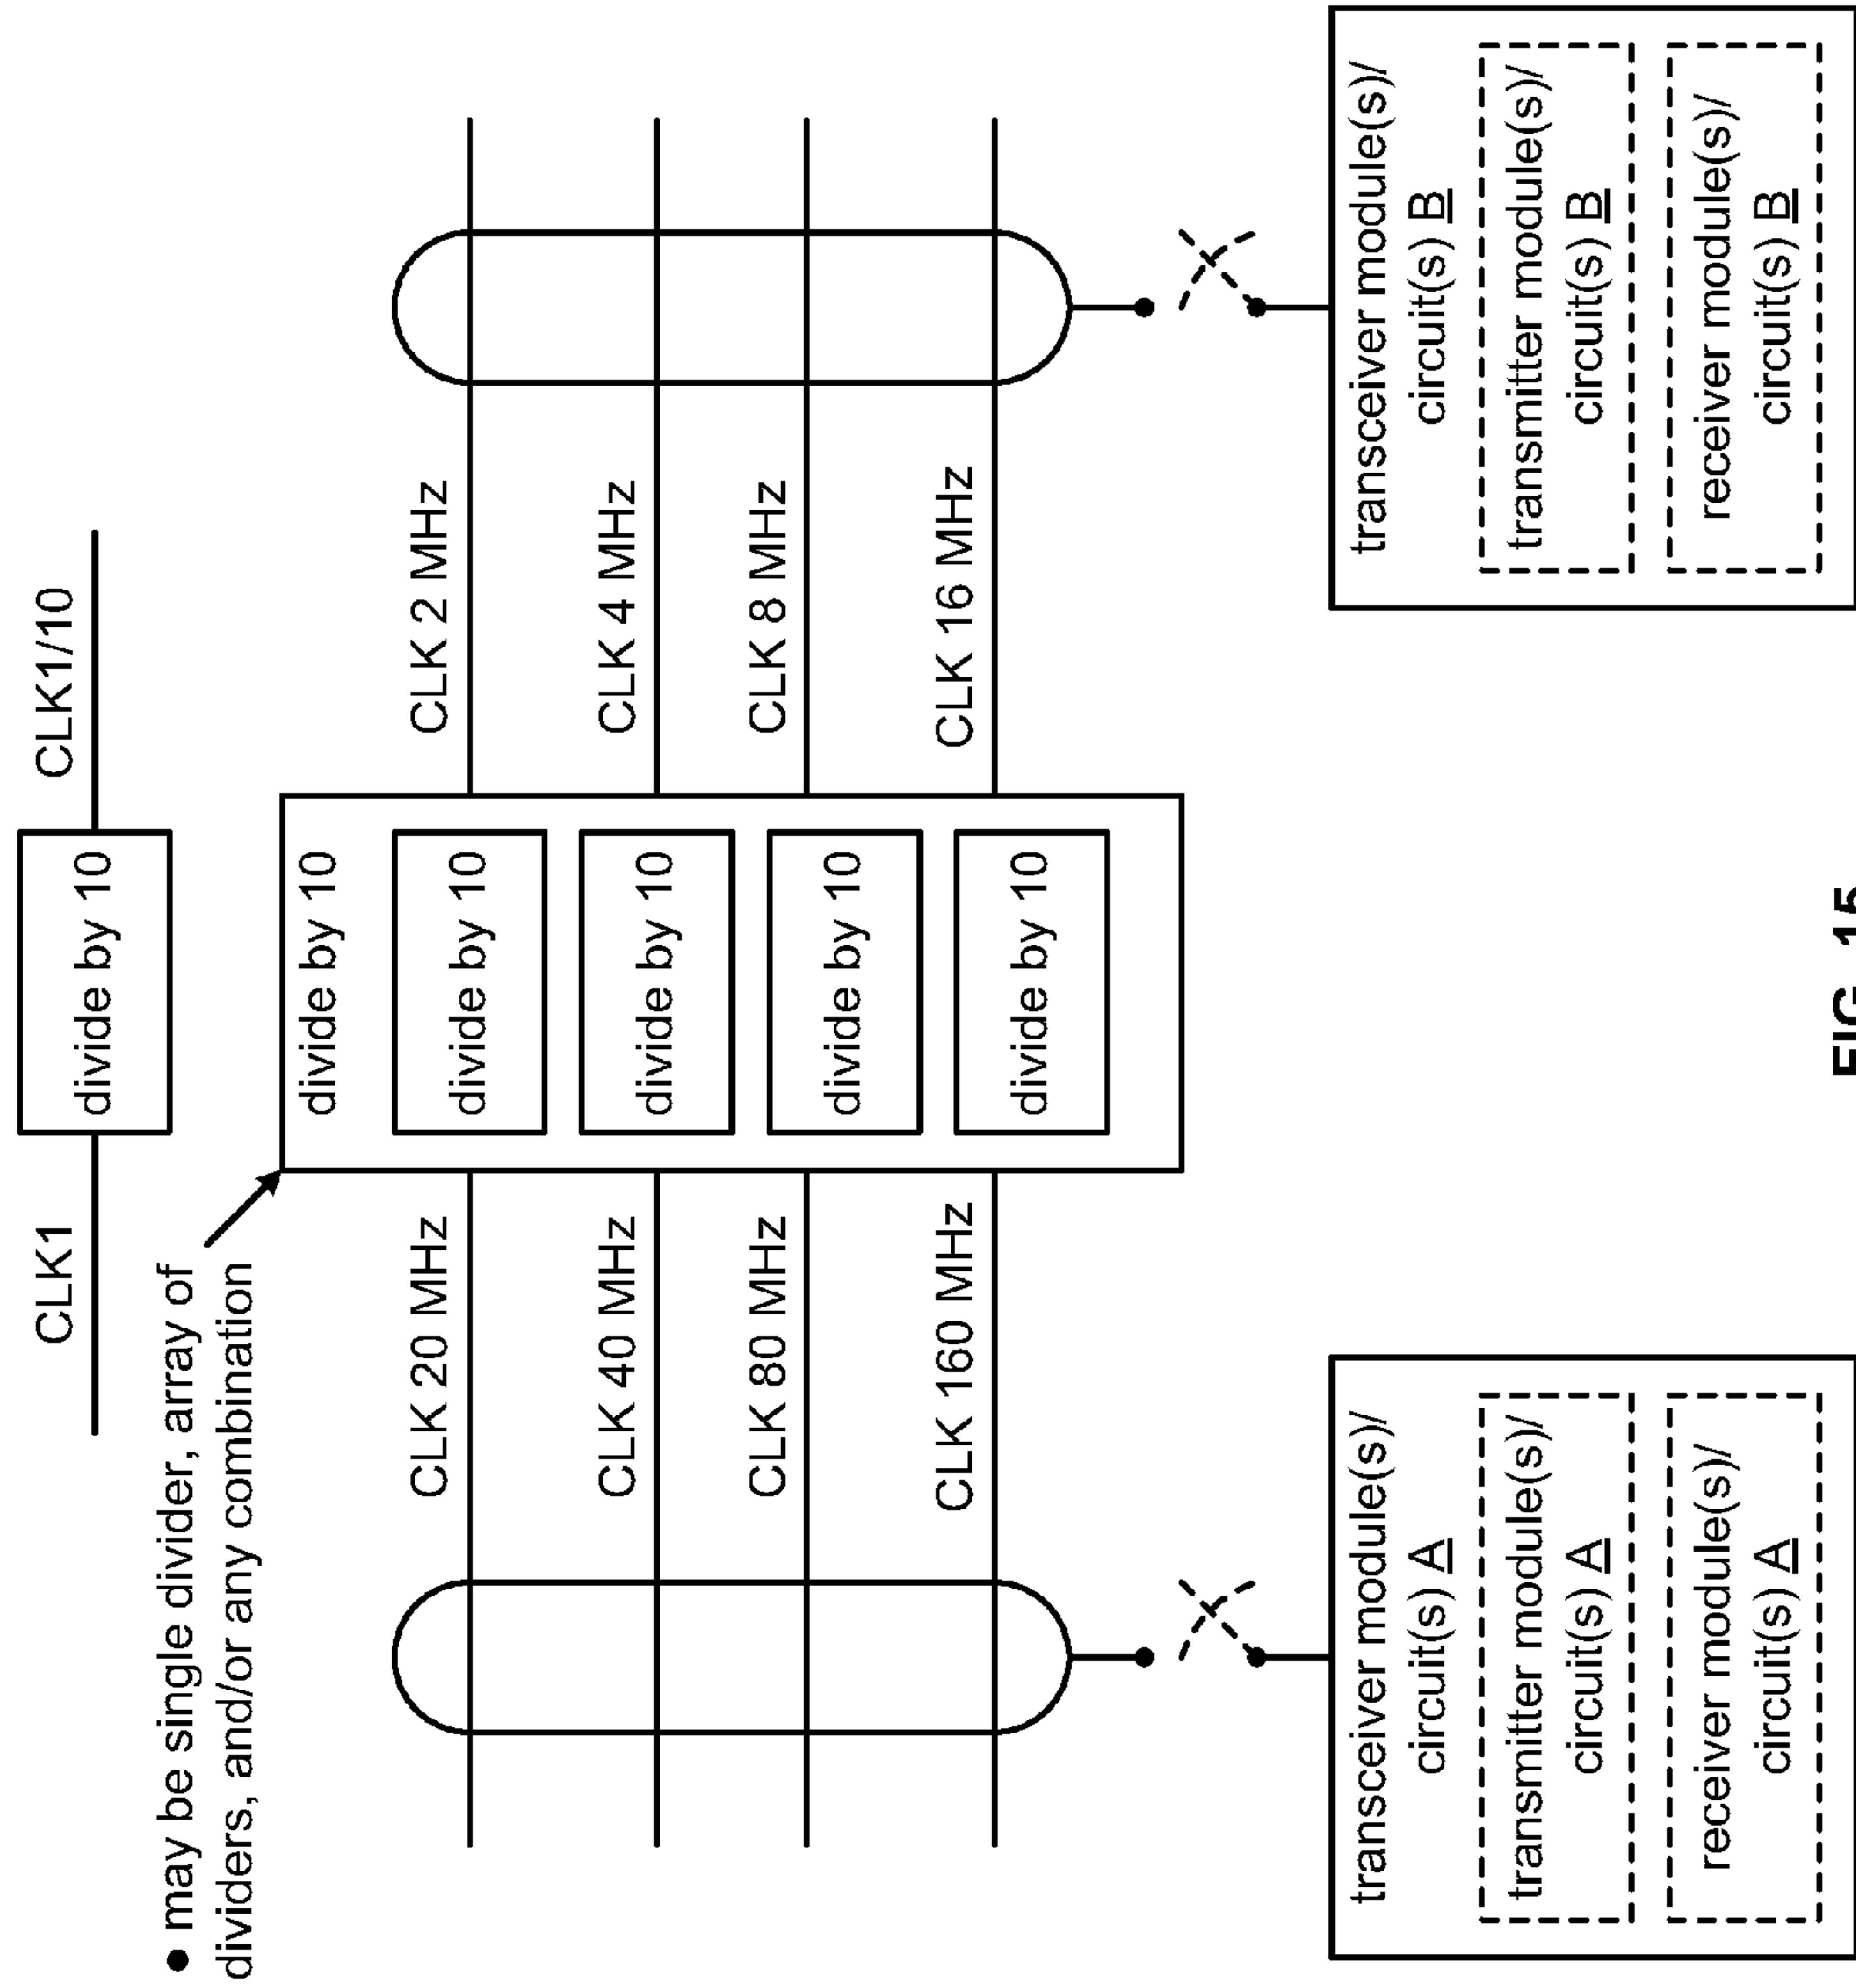 CLK1
divide by 10
CLK1/10
● may be single divider, array of
dividers, and/or any combination
divide by 10
CLK 20 MHz
divide by 10
CLK 2 MHz
CLK 40 MHz
divide by 10
CLK 4 MHz
CLK 80 MHz
divide by 10
CLK 8 MHz
CLK 160 MHz
divide by 10
CLK 16 MHz
transceiver module(s)/
circuit(s) A
transmitter module(s)/
circuit(s) A
receiver module(s)/
circuit(s) A
transceiver module(s)/
circuit(s) B
transmitter module(s)/
circuit(s) B
receiver module(s)/
circuit(s) B
FIG. 15